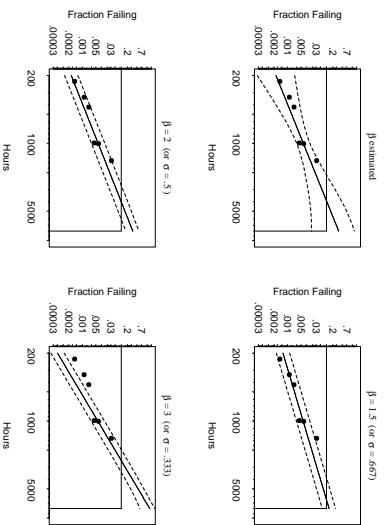 β estimated
Fraction Failing
.7
.2
.03
.005
.001
.0002
.00003
200 1000 5000
Hours
β = 1.5 (or σ = .667)
Fraction Failing
.7
.2
.03
.005
.001
.0002
.00003
200 1000 5000
Hours
β = 2 (or σ = .5)
Fraction Failing
.7
.2
.03
.005
.001
.0002
.00003
200 1000 5000
Hours
β = 3 (or σ = .333)
Fraction Failing
.7
.2
.03
.005
.001
.0002
.00003
200 1000 5000
Hours